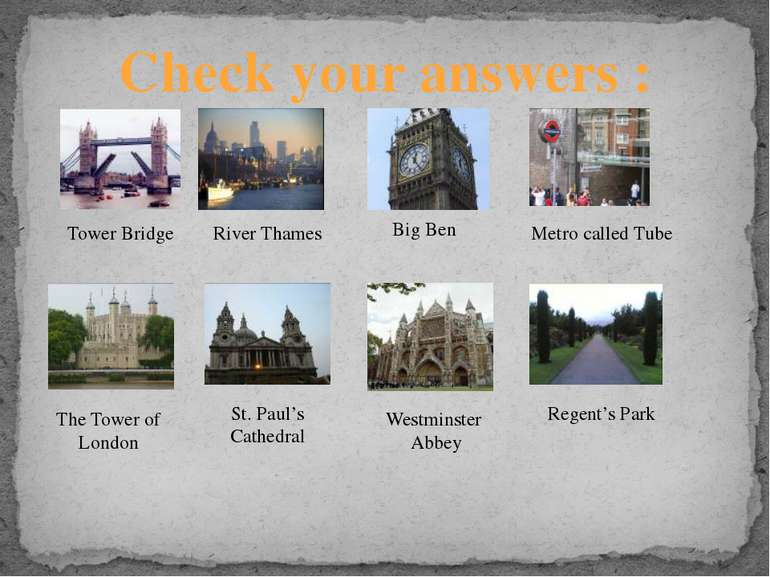 Check your answers :
Tower Bridge
River Thames
Big Ben
Metro called Tube
The Tower of
London
St. Paul’s
Cathedral
Westminster
Abbey
Regent’s Park